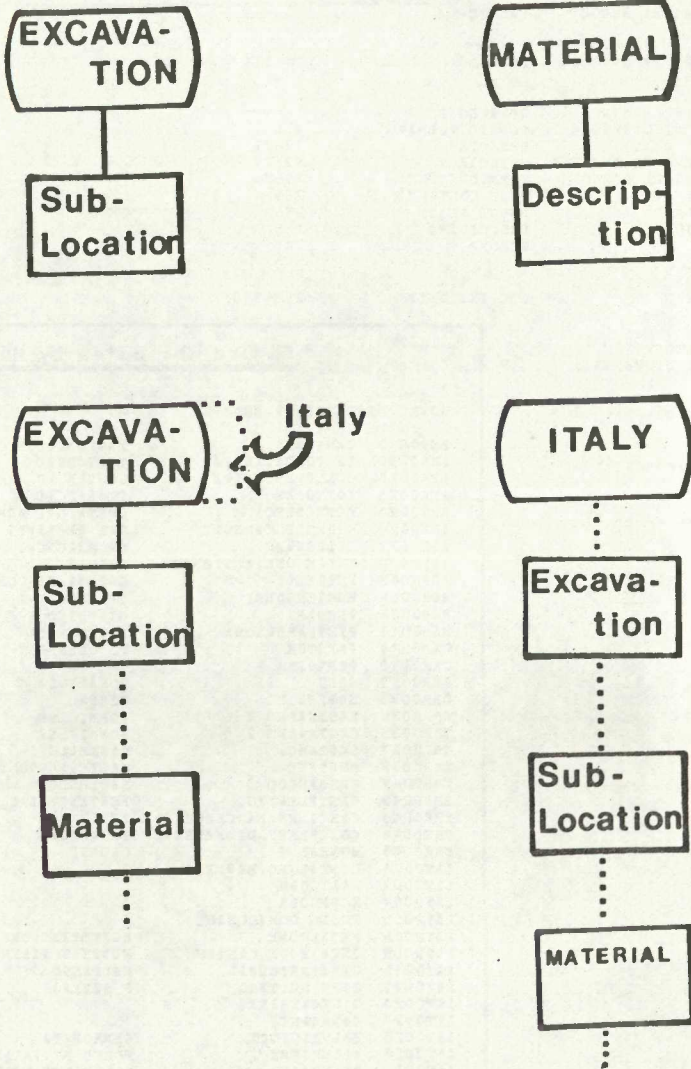 EXCAVA-
TION
Sub-
Location
MATERIAL
Descrip-
tion
EXCAVA-
TION
Italy
Sub-
Location
Material
ITALY
Excava-
tion
Sub-
Location
MATERIAL